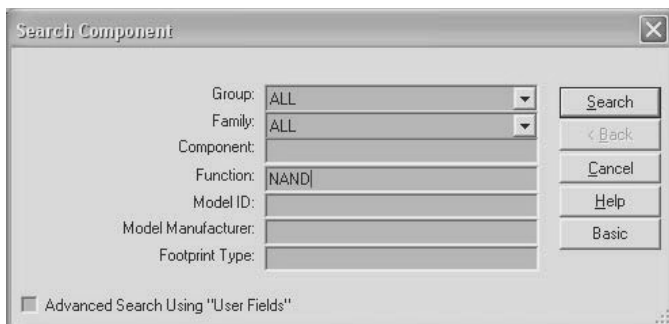 Search Component
Group: ALL
Family: ALL
Component:
Function: NAND
Model ID:
Model Manufacturer:
Footprint Type:
Search
< Back
Cancel
Help
Basic
Advanced Search Using "User Fields"